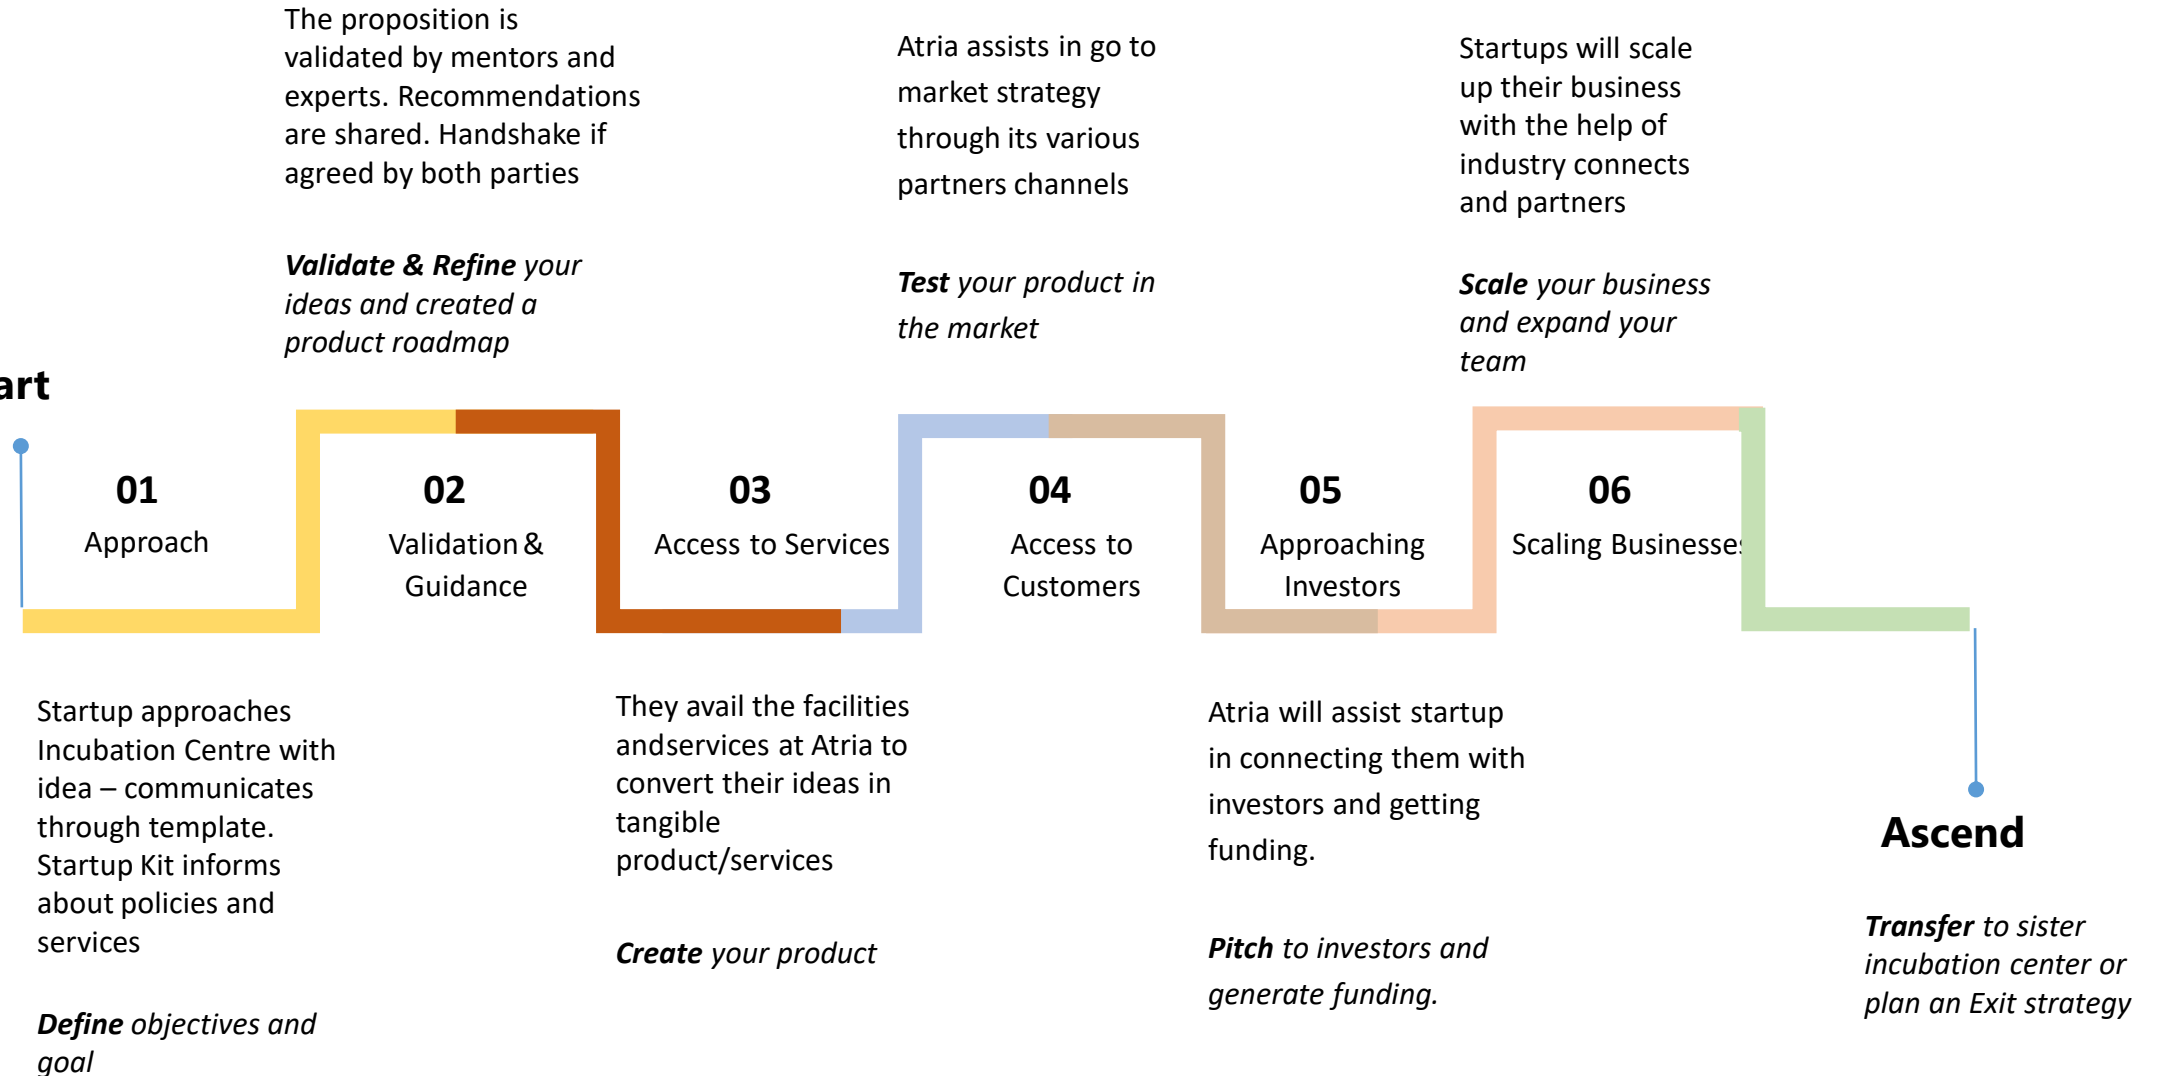 The proposition is
validated by mentors and
experts. Recommendations
are shared. Handshake if
agreed by both parties
Validate & Refine your
ideas and created a
product roadmap
Atria assists in go to
market strategy
through its various
partners channels
Test your product in
the market
Startups will scale
up their business
with the help of
industry connects
and partners
Scale your business
and expand your
team
art
01
Approach
02
Validation &
Guidance
03
Access to Services
04
Access to
Customers
05
Approaching
Investors
06
Scaling Businesses
Startup approaches
Incubation Centre with
idea – communicates
through template.
Startup Kit informs
about policies and
services
Define objectives and
goal
They avail the facilities
andservices at Atria to
convert their ideas in
tangible
product/services
Create your product
Atria will assist startup
in connecting them with
investors and getting
funding.
Pitch to investors and
generate funding.
Ascend
Transfer to sister
incubation center or
plan an Exit strategy